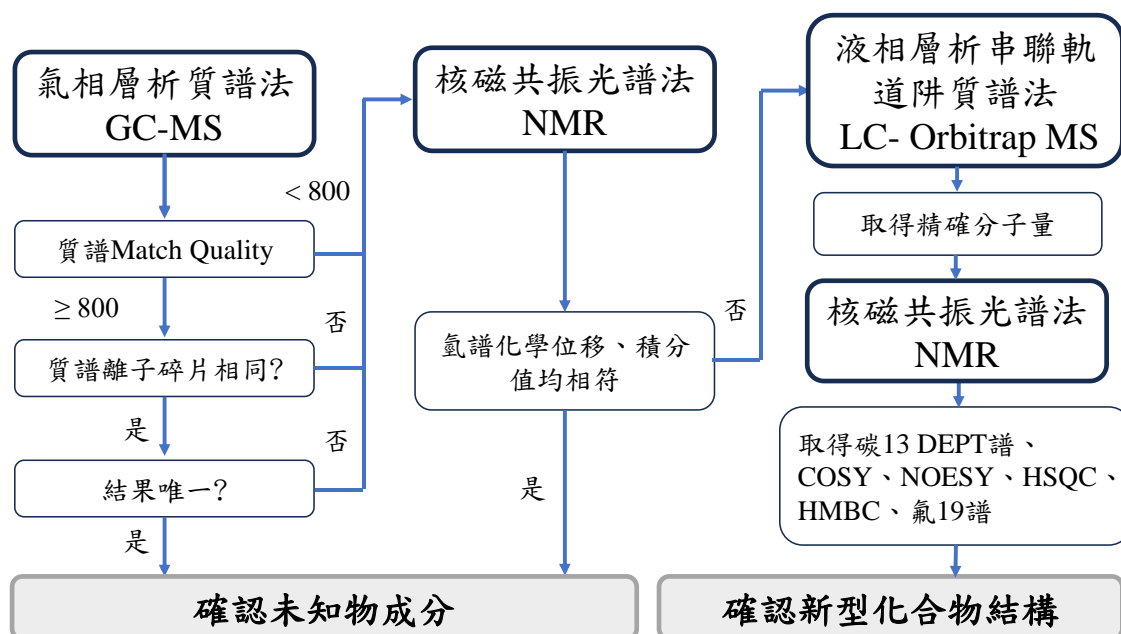 氣相層析質譜法
GC-MS
< 800
質譜Match Quality
≥ 800
否
質譜離子碎片相同?
是
否
結果唯一?
是
核磁共振光譜法
NMR
氫譜化學位移、積分
值均相符
否
是
確認未知物成分
液相層析串聯軌
道阱質譜法
LC- Orbitrap MS
取得精確分子量
核磁共振光譜法
NMR
取得碳13 DEPT譜、
COSY、NOESY、HSQC、
HMBC、氟19譜
確認新型化合物結構